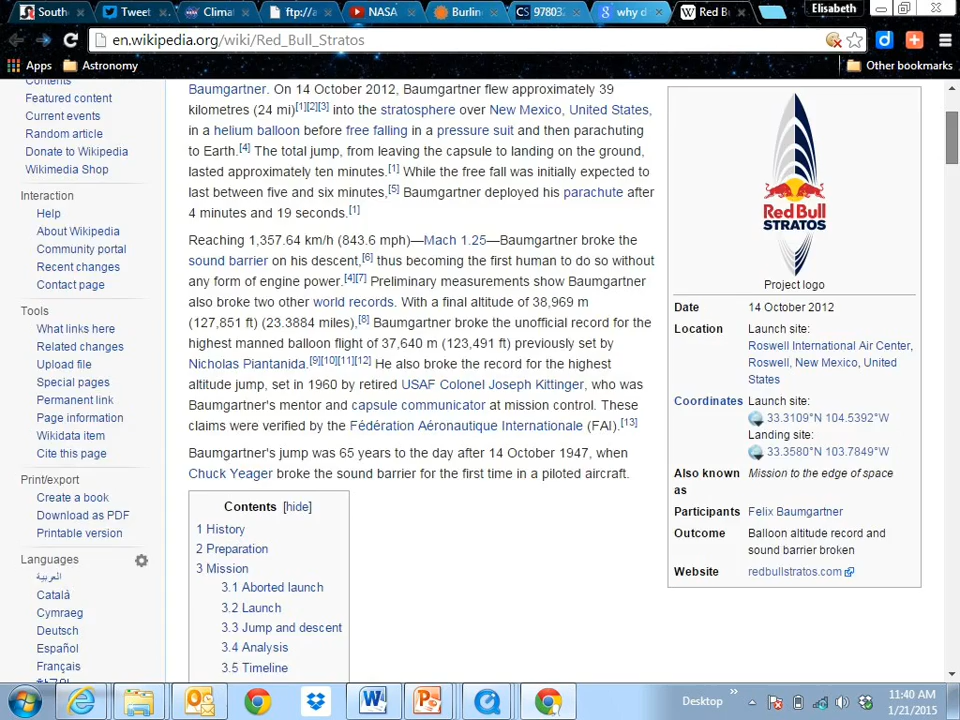 South
Tweet
Climat
ftp://a
NASA
Burlin
CS 97803
why d
Red B
Elisabeth
en.wikipedia.org/wiki/Red_Bull_Stratos
Apps
Astronomy
Other bookmarks
Contents
Featured content
Current events
Random article
Donate to Wikipedia
Wikimedia Shop
Interaction
Help
About Wikipedia
Community portal
Recent changes
Contact page
Tools
What links here
Related changes
Upload file
Special pages
Permanent link
Page information
Wikidata item
Cite this page
Print/export
Create a book
Download as PDF
Printable version
Languages
العربية
Català
Cymraeg
Deutsch
Español
Français
Baumgartner. On 14 October 2012, Baumgartner flew approximately 39
kilometres (24 mi)[1][2][3] into the stratosphere over New Mexico, United States,
in a helium balloon before free falling in a pressure suit and then parachuting
to Earth.[4] The total jump, from leaving the capsule to landing on the ground,
lasted approximately ten minutes.[1] While the free fall was initially expected to
last between five and six minutes,[5] Baumgartner deployed his parachute after
4 minutes and 19 seconds.[1]
Reaching 1,357.64 km/h (843.6 mph)—Mach 1.25—Baumgartner broke the
sound barrier on his descent,[6] thus becoming the first human to do so without
any form of engine power.[4][7] Preliminary measurements show Baumgartner
also broke two other world records. With a final altitude of 38,969 m
(127,851 ft) (23.3884 miles),[8] Baumgartner broke the unofficial record for the
highest manned balloon flight of 37,640 m (123,491 ft) previously set by
Nicholas Piantanida.[9][10][11][12] He also broke the record for the highest
altitude jump, set in 1960 by retired USAF Colonel Joseph Kittinger, who was
Baumgartner's mentor and capsule communicator at mission control. These
claims were verified by the Fédération Aéronautique Internationale (FAI).[13]
Baumgartner's jump was 65 years to the day after 14 October 1947, when
Chuck Yeager broke the sound barrier for the first time in a piloted aircraft.
Contents [hide]
1 History
2 Preparation
3 Mission
3.1 Aborted launch
3.2 Launch
3.3 Jump and descent
3.4 Analysis
3.5 Timeline
Red Bull
STRATOS
Project logo
Date 14 October 2012
Location Launch site:
Roswell International Air Center,
Roswell, New Mexico, United
States
Coordinates Launch site:
33.3109°N 104.5392°W
Landing site:
33.3580°N 103.7849°W
Also known as Mission to the edge of space
Participants Felix Baumgartner
Outcome Balloon altitude record and
sound barrier broken
Website redbullstratos.com
Desktop
11:40 AM
1/21/2015